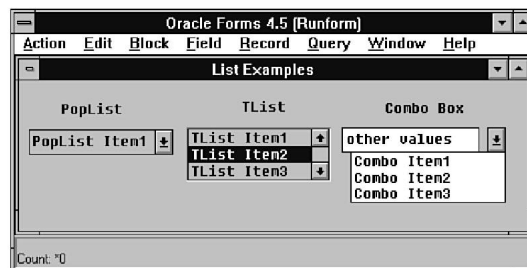 Oracle Forms 4.5 (Runform)
Action Edit Block Field Record Query Window Help
List Examples
PopList
PopList Item1
TList
TList Item1
TList Item2
TList Item3
Combo Box
other values
Combo Item1
Combo Item2
Combo Item3
Count: *0